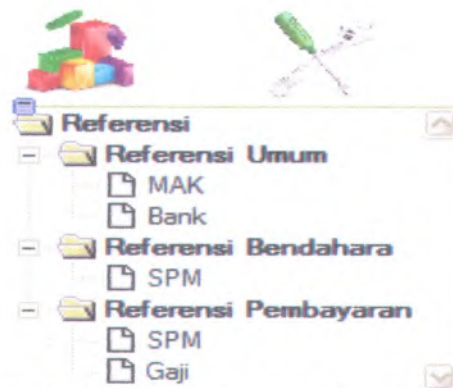 Referensi
Referensi Umum
MAK
Bank
Referensi Bendahara
SPM
Referensi Pembayaran
SPM
Gaji